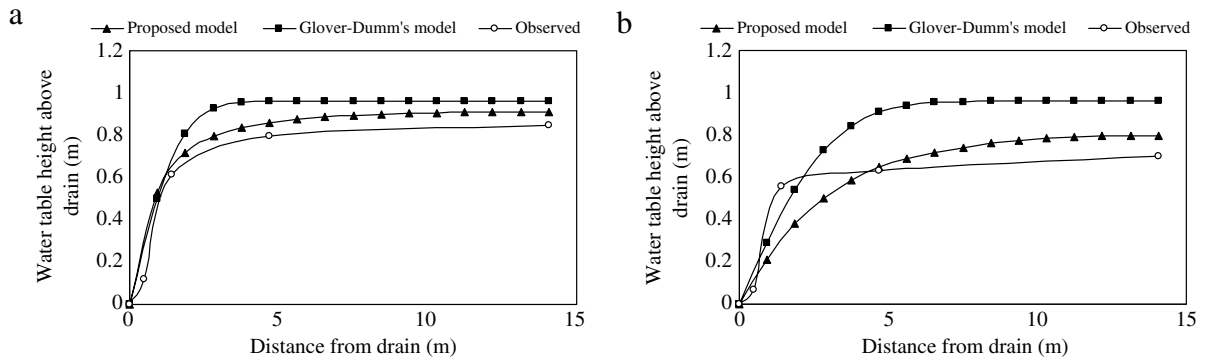 a
Proposed model Glover-Dumm's model Observed
1.2
1
0.8
0.6
0.4
0.2
0
0 5 10 15
Water table height above
drain (m)
Distance from drain (m)
b
Proposed model Glover-Dumm's model Observed
1.2
1
0.8
0.6
0.4
0.2
0
0 5 10 15
Water table height above
drain (m)
Distance from drain (m)